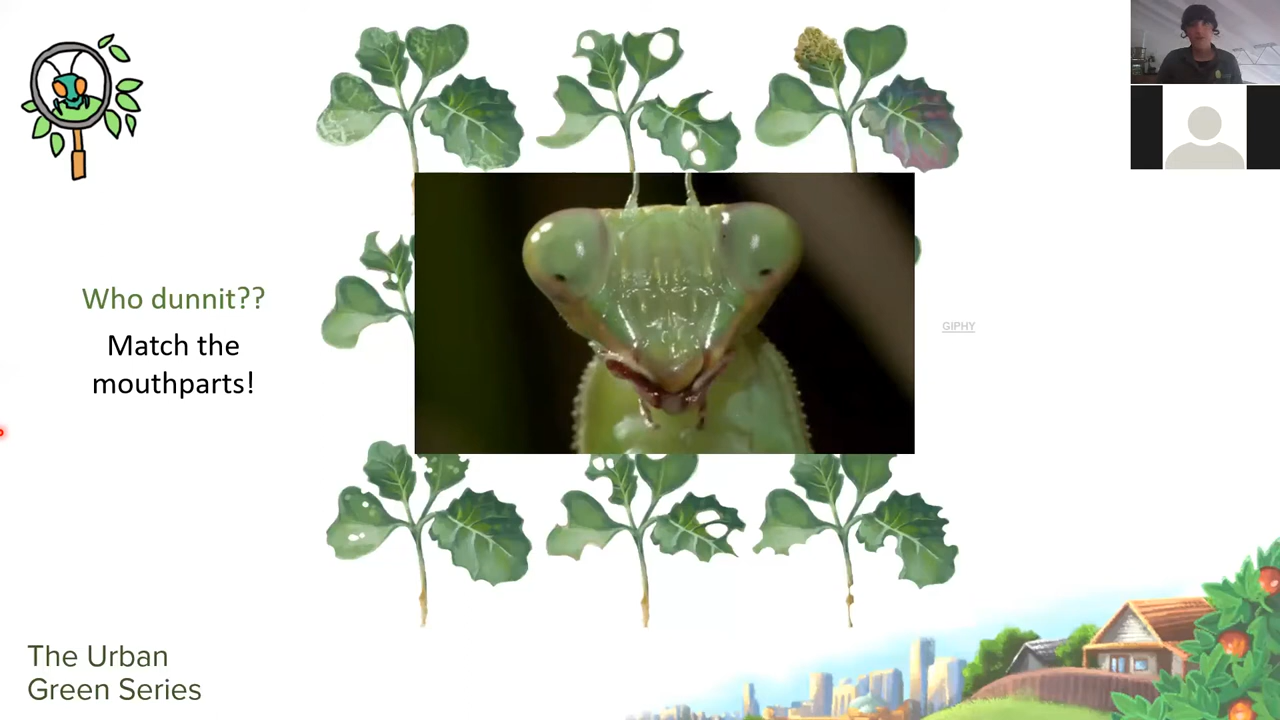 Who dunnit??
Match the
mouthparts!
GIPHY
The Urban
Green Series